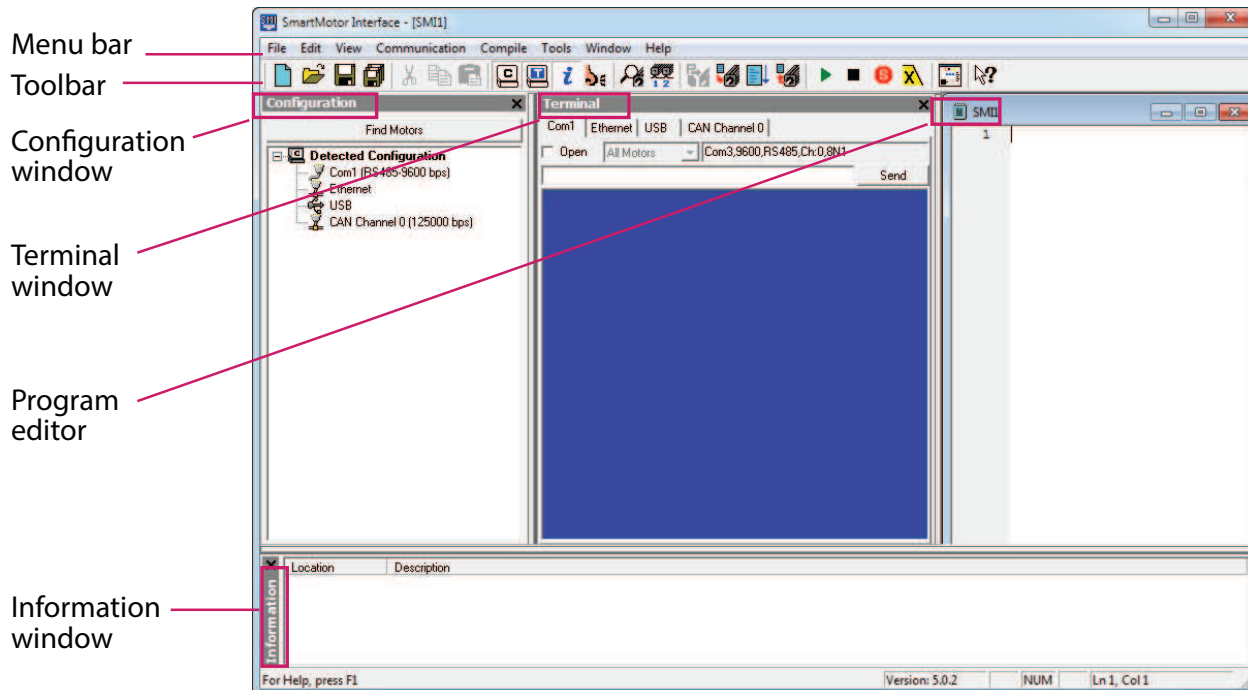 SmartMotor Interface - [SMI1]
Menu bar
File Edit View Communication Compile Tools Window Help
Toolbar
Configuration
Terminal
SMI1
Configuration
window
Find Motors
Com1 Ethernet USB CAN Channel 0
1
Detected Configuration
Open All Motors Com3,9600,RS485,Ch:0,8N1
Com1 (RS485-9600 bps)
Send
Ethernet
USB
CAN Channel 0 (125000 bps)
Terminal
window
Program
editor
Location Description
Information
Information
window
For Help, press F1
Version: 5.0.2 NUM Ln 1, Col 1